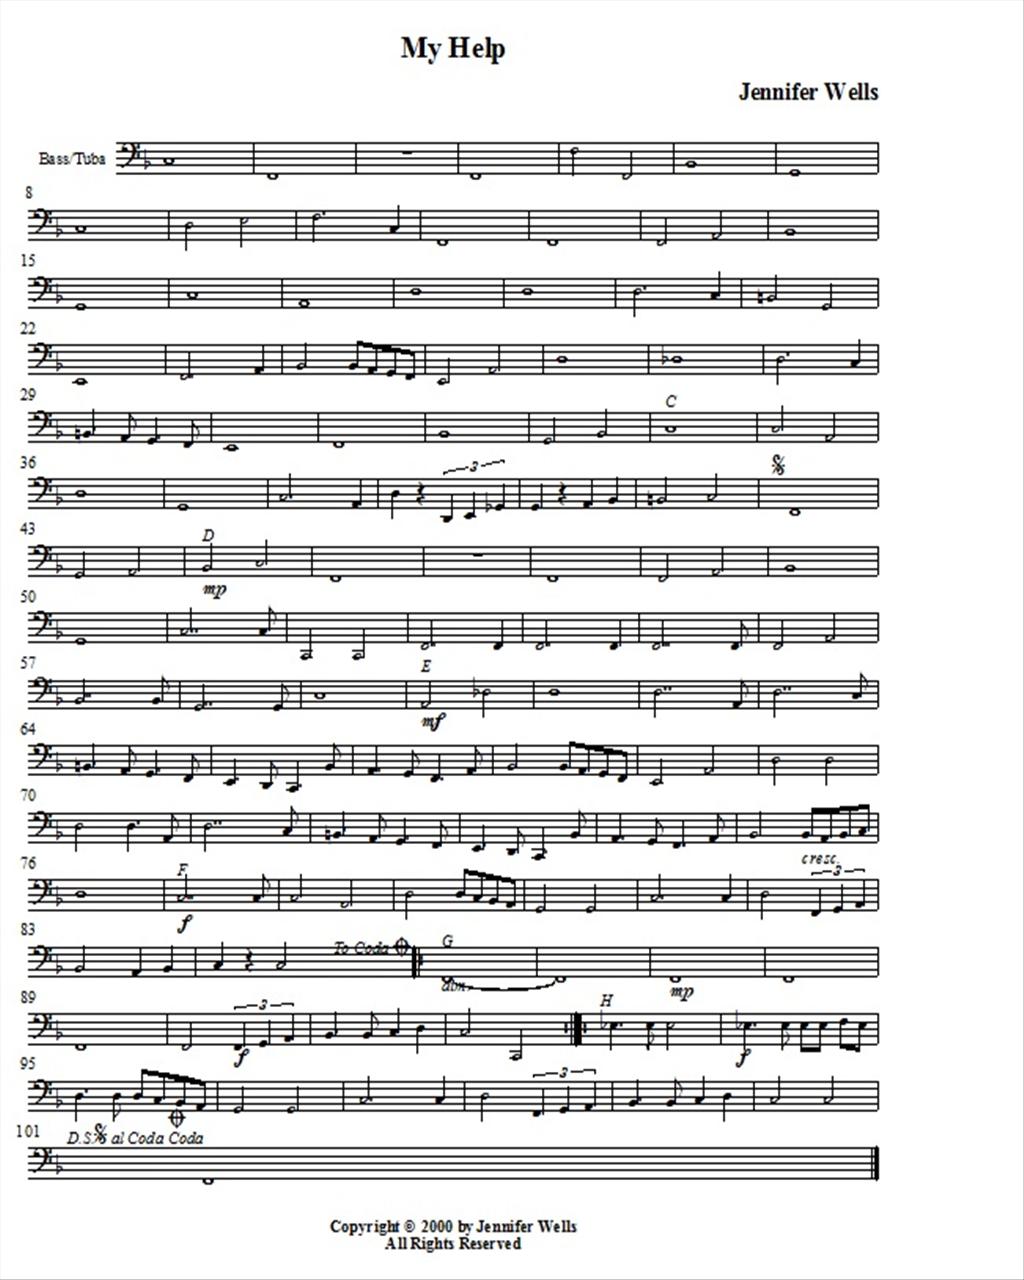 My Help
Jennifer Wells
Bass/Tuba
8
15
22
29
C
36
3
43
D
mp
50
57
E
mf
64
70
cresc.
76
F
3
f
83
To Coda
G
dim.
mp
89
3
H
f
f
95
3
101
D.S. al Coda Coda
Copyright © 2000 by Jennifer Wells
All Rights Reserved